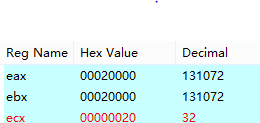 Reg Name Hex Value Decimal
eax 00020000 131072
ebx 00020000 131072
ecx 00000020 32